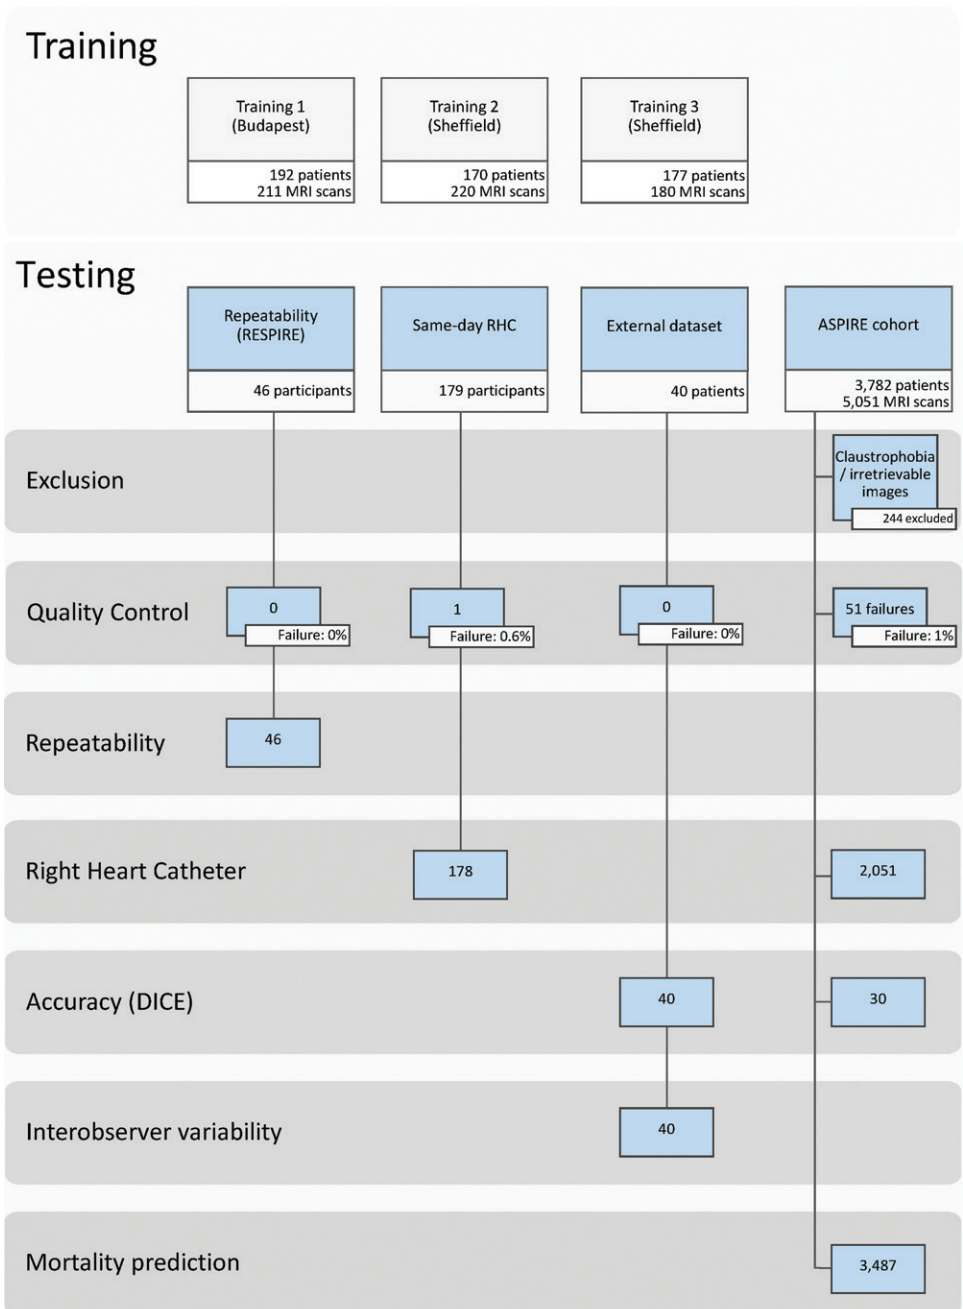 Training
Training 1
(Budapest)
192 patients
211 MRI scans
Training 2
(Sheffield)
170 patients
220 MRI scans
Training 3
(Sheffield)
177 patients
180 MRI scans
Testing
Repeatability
(RESPIRE)
46 participants
Same-day RHC
179 participants
External dataset
40 patients
ASPIRE cohort
3,782 patients
5,051 MRI scans
Exclusion
Claustrophobia
/ irretrievable
images
244 excluded
Quality Control
0
Failure: 0%
1
Failure: 0.6%
0
Failure: 0%
51 failures
Failure: 1%
Repeatability
46
Right Heart Catheter
178
2,051
Accuracy (DICE)
40
30
Interobserver variability
40
Mortality prediction
3,487